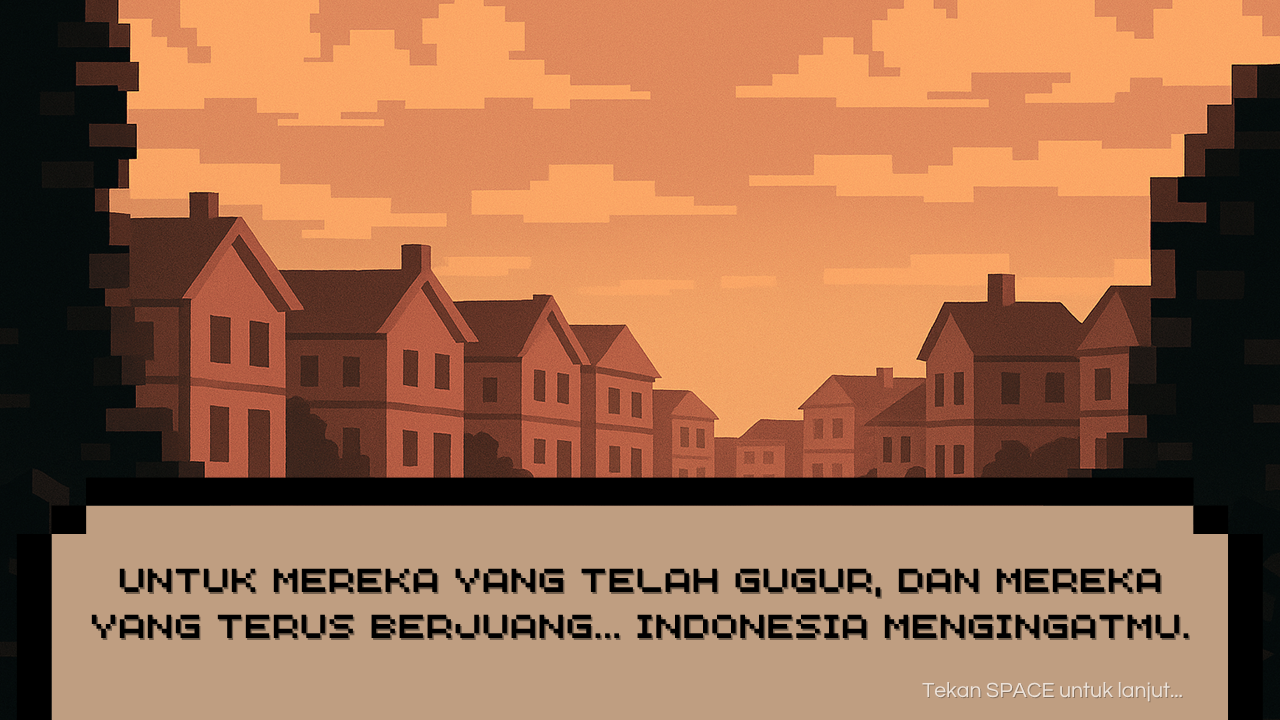 UNTUK MEREKA YANG TELAH GUGUR, DAN MEREKA
YANG TERUS BERJUANG... INDONESIA MENGINGATMU.
Tekan SPACE untuk lanjut...